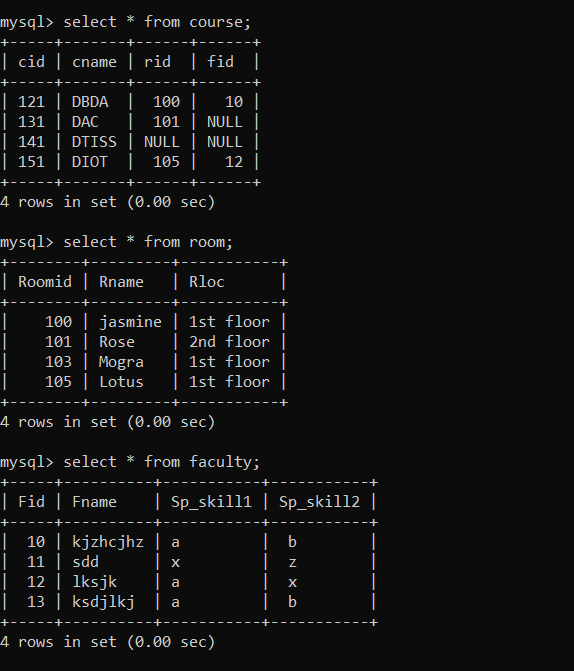 mysql> select * from course;
+-----+-------+------+------+
| cid | cname | rid  | fid  |
+-----+-------+------+------+
| 121 | DBDA  |  100 |   10 |
| 131 | DAC   |  101 | NULL |
| 141 | DTISS | NULL | NULL |
| 151 | DIOT  |  105 |   12 |
+-----+-------+------+------+
4 rows in set (0.00 sec)
mysql> select * from room;
+--------+---------+-----------+
| Roomid | Rname   | Rloc      |
+--------+---------+-----------+
|    100 | jasmine | 1st floor |
|    101 | Rose    | 2nd floor |
|    103 | Mogra   | 1st floor |
|    105 | Lotus   | 1st floor |
+--------+---------+-----------+
4 rows in set (0.00 sec)
mysql> select * from faculty;
+-----+----------+-----------+-----------+
| Fid | Fname    | Sp_skill1 | Sp_skill2 |
+-----+----------+-----------+-----------+
|  10 | kjzhcjhz | a         |  b        |
|  11 | sdd      | x         |  z        |
|  12 | lksjk    | a         |  x        |
|  13 | ksdjlkj  | a         |  b        |
+-----+----------+-----------+-----------+
4 rows in set (0.00 sec)